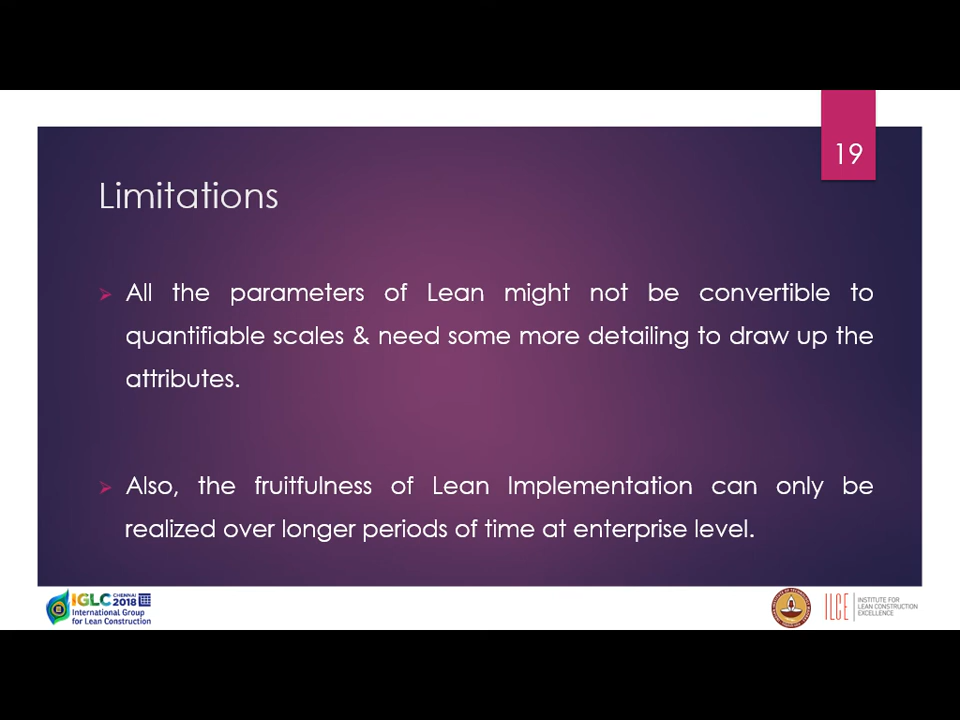 19
Limitations
All the parameters of Lean might not be convertible to
quantifiable scales & need some more detailing to draw up the
attributes.
Also, the fruitfulness of Lean Implementation can only be
realized over longer periods of time at enterprise level.
IGLC CHENNAI 2018
International Group
for Lean Construction
ILCE
INSTITUTE FOR
LEAN CONSTRUCTION
EXCELLENCE